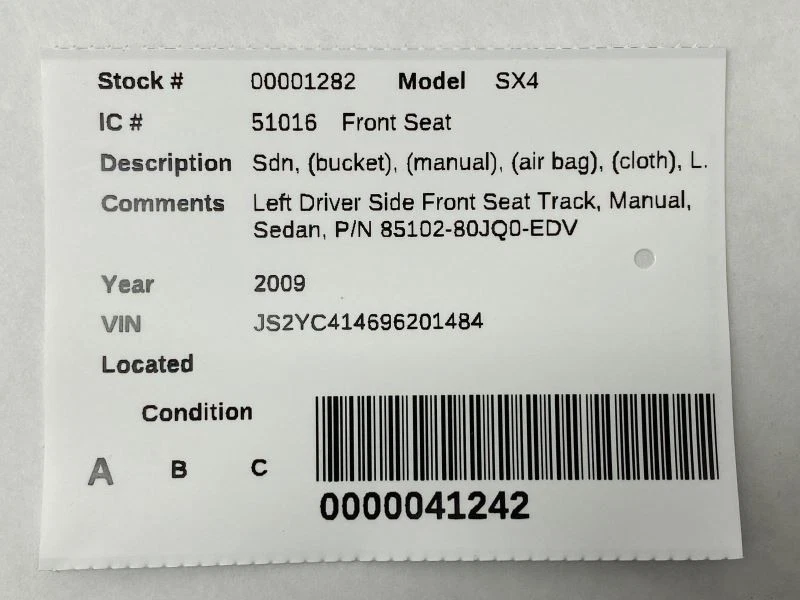 Stock # 00001282 Model SX4
IC # 51016 Front Seat
Description Sdn, (bucket), (manual), (air bag), (cloth), L.
Comments Left Driver Side Front Seat Track, Manual,
Sedan, P/N 85102-80JQ0-EDV
Year 2009
VIN JS2YC414696201484
Located
Condition
A B C
0000041242